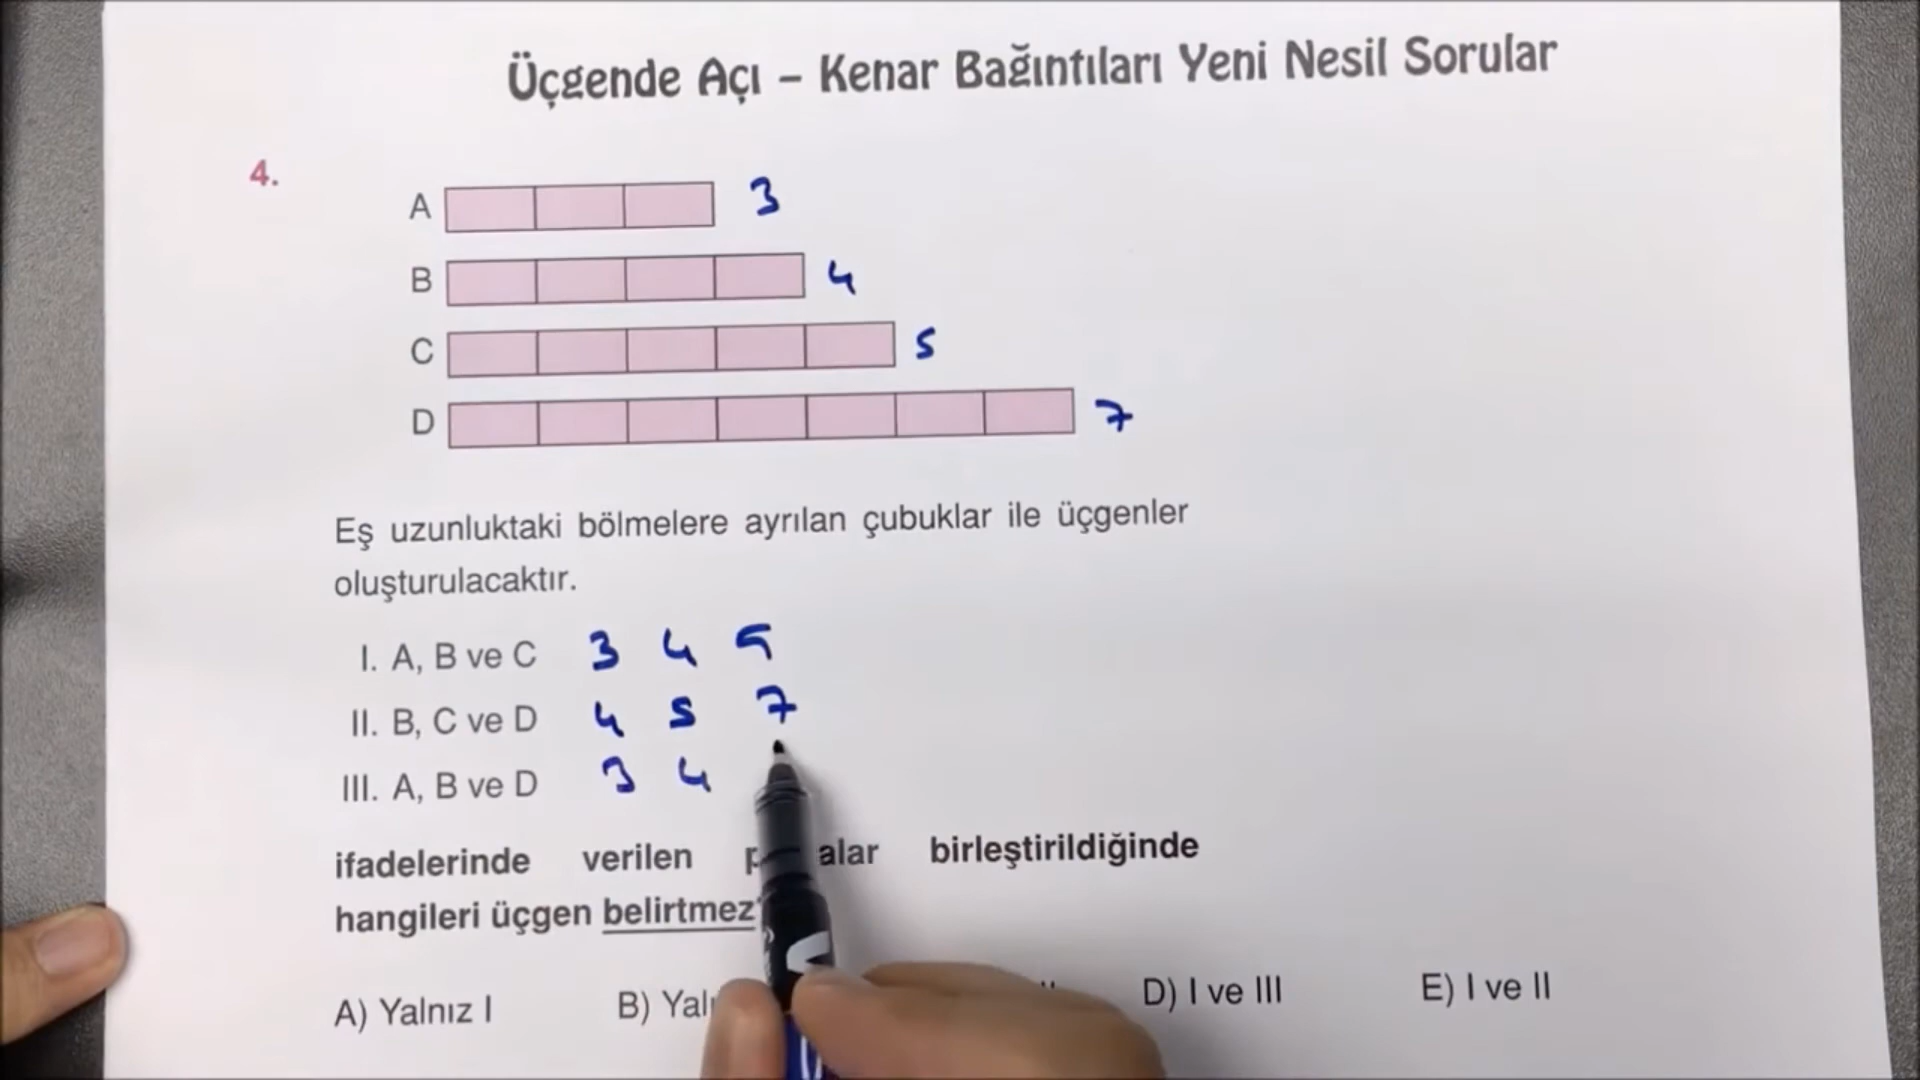 Üçgende Açı – Kenar Bağıntıları Yeni Nesil Sorular
4.
A 3
B 4
C 5
D 7
Eş uzunluktaki bölmelere ayrılan çubuklar ile üçgenler
oluşturulacaktır.
I. A, B ve C 3 4 5
II. B, C ve D 4 5 7
III. A, B ve D 3 4
ifadelerinde verilen birleştirildiğinde
hangileri üçgen belirtmez
A) Yalnız I B) D) I ve III E) I ve II